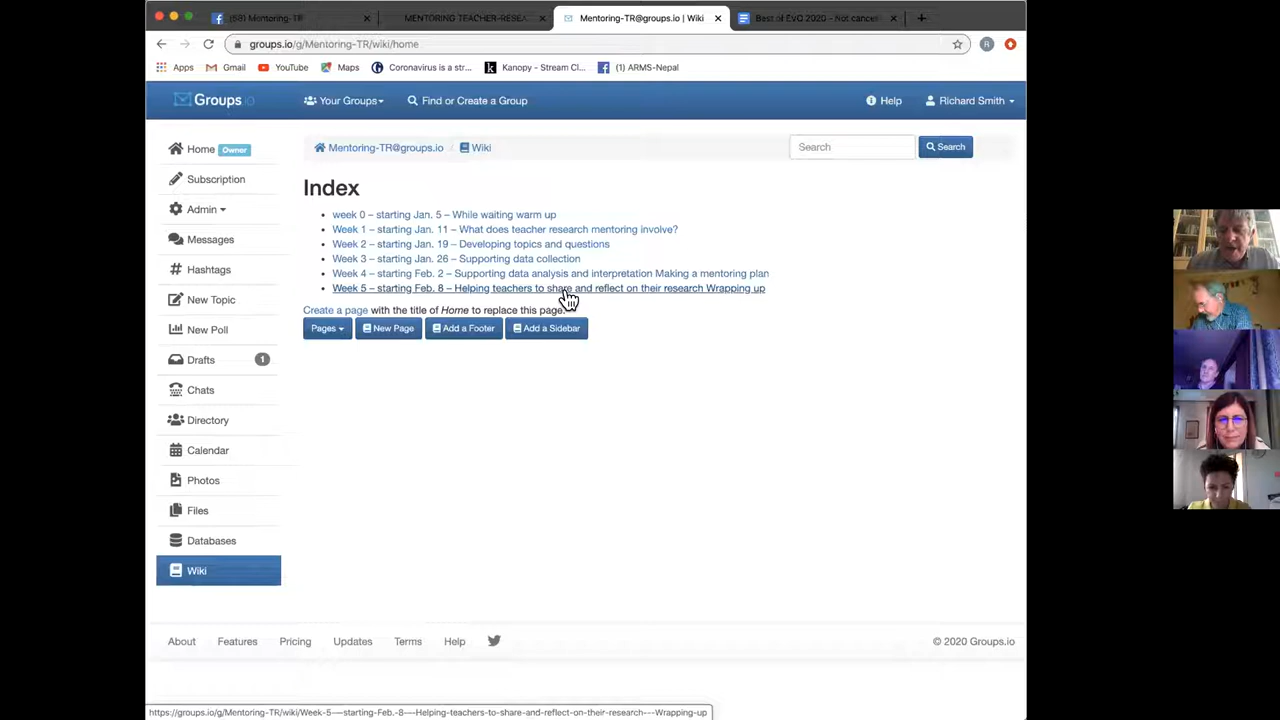 (58) Mentoring-TR
MENTORING TEACHER-RESEA
Mentoring-TR@groups.io | Wiki
Best of EVO 2020 - Not cancel
groups.io/g/Mentoring-TR/wiki/home
R
Apps
Gmail
YouTube
Maps
Coronavirus is a str...
Kanopy - Stream Cl...
(1) ARMS-Nepal
Groups.io
Your Groups
Find or Create a Group
Help
Richard Smith
Home Owner
Subscription
Admin
Messages
Hashtags
New Topic
New Poll
Drafts 1
Chats
Directory
Calendar
Photos
Files
Databases
Wiki
Mentoring-TR@groups.io / Wiki
Search
Search
Index
week 0 – starting Jan. 5 – While waiting warm up
Week 1 – starting Jan. 11 – What does teacher research mentoring involve?
Week 2 – starting Jan. 19 – Developing topics and questions
Week 3 – starting Jan. 26 – Supporting data collection
Week 4 – starting Feb. 2 – Supporting data analysis and interpretation Making a mentoring plan
Week 5 – starting Feb. 8 – Helping teachers to share and reflect on their research Wrapping up
Create a page with the title of Home to replace this page.
Pages
New Page
Add a Footer
Add a Sidebar
About
Features
Pricing
Updates
Terms
Help
© 2020 Groups.io
https://groups.io/g/Mentoring-TR/wiki/Week-5-—starting-Feb.-8-—Helping-teachers-to-share-and-reflect-on-their-research---Wrapping-up